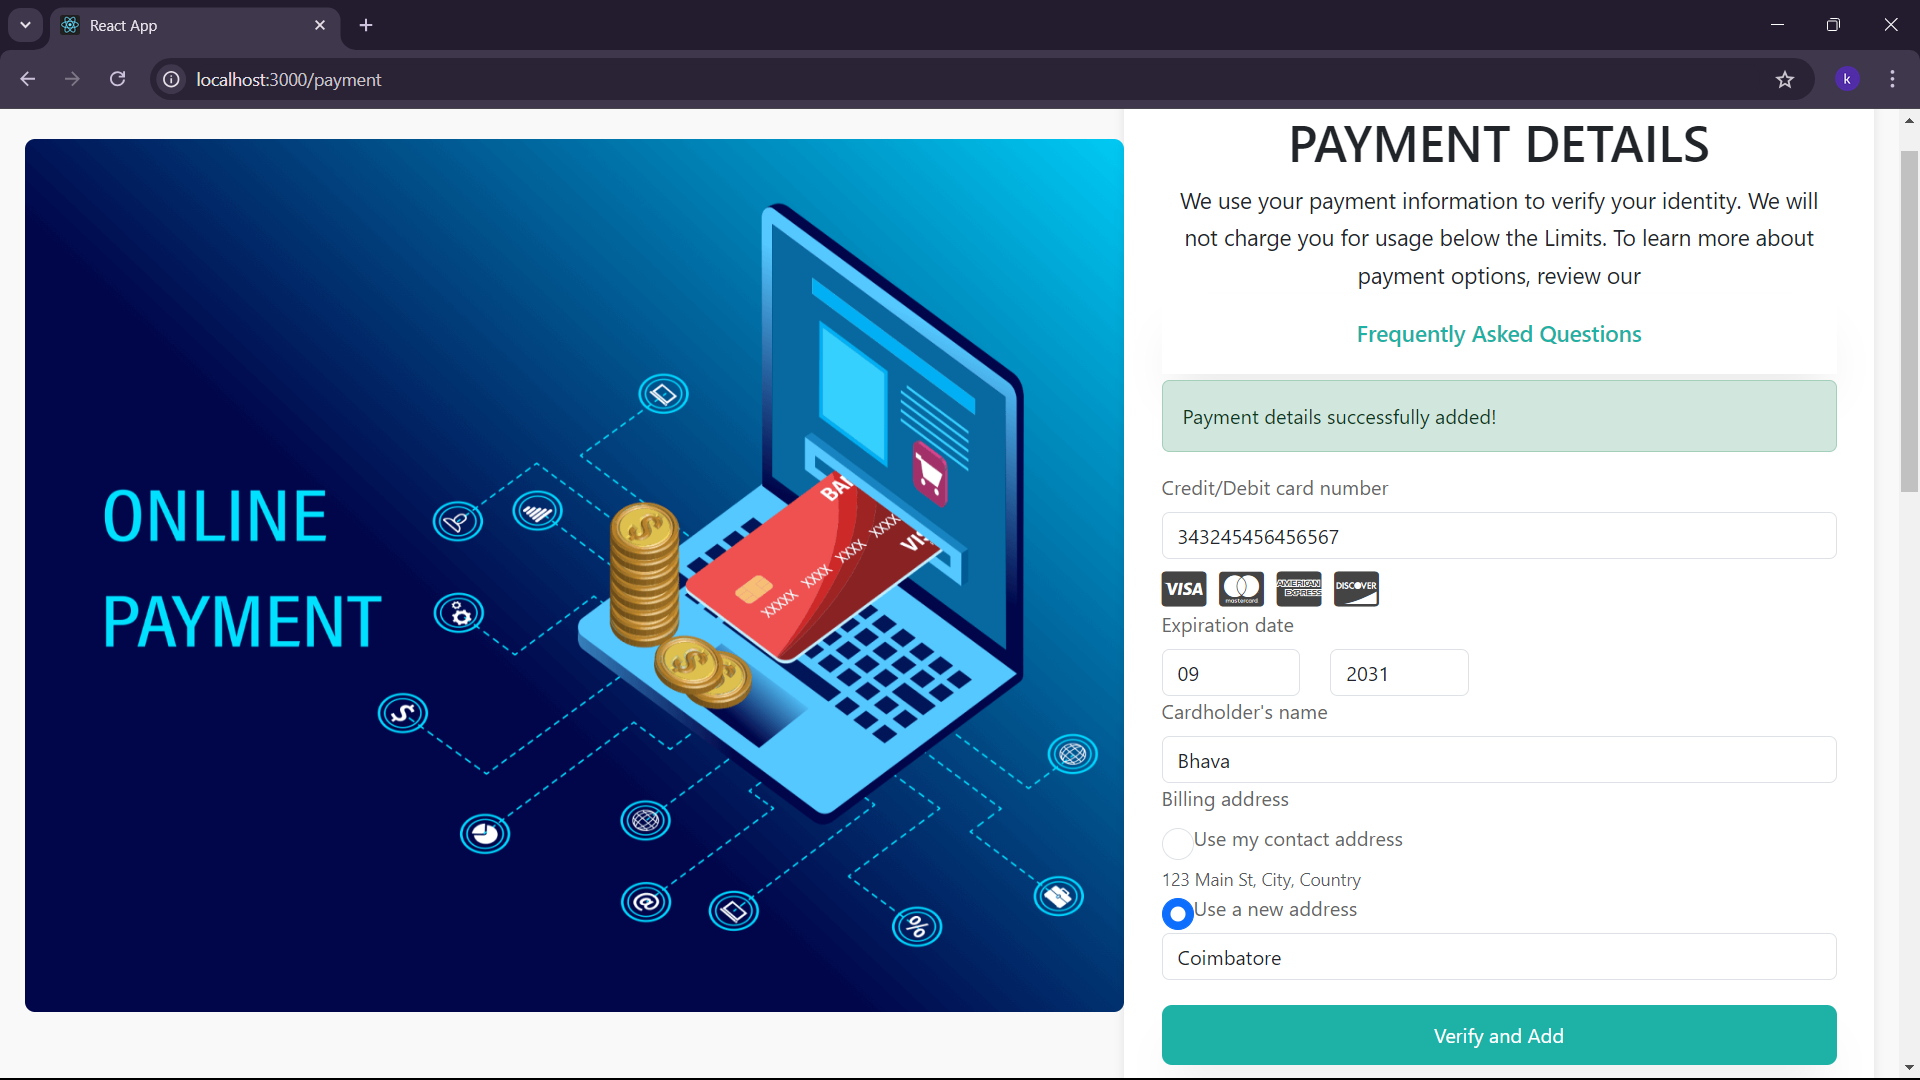 React App
localhost:3000/payment
k
ONLINE
PAYMENT
BAN
VIS
XXXXX XXXX XXXX XXXX
PAYMENT DETAILS
We use your payment information to verify your identity. We will
not charge you for usage below the Limits. To learn more about
payment options, review our
Frequently Asked Questions
Payment details successfully added!
Credit/Debit card number
343245456456567
VISA mastercard AMERICAN EXPRESS DISCOVER
Expiration date
09 2031
Cardholder's name
Bhava
Billing address
Use my contact address
123 Main St, City, Country
Use a new address
Coimbatore
Verify and Add